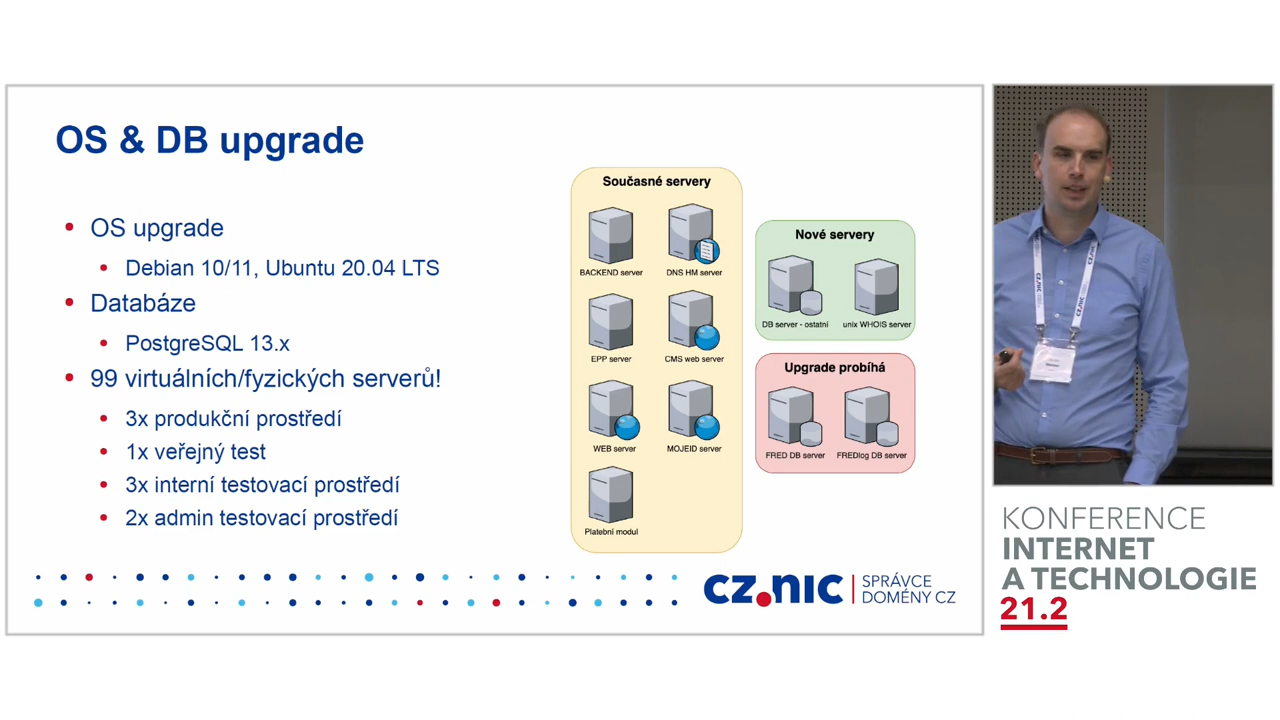 OS & DB upgrade
OS upgrade
Debian 10/11, Ubuntu 20.04 LTS
Databáze
PostgreSQL 13.x
99 virtuálních/fyzických serverů!
3x produkční prostředí
1x veřejný test
3x interní testovací prostředí
2x admin testovací prostředí
Současné servery
BACKEND server
DNS HM server
EPP server
CMS web server
WEB server
MOJEID server
Platební modul
Nové servery
DB server - ostatní
unix WHOIS server
Upgrade probíhá
FRED DB server
FREDlog DB server
CZ.NIC
SPRÁVCE
DOMÉNY CZ
CZ.NIC
CZ.NIC
KONFERENCE
INTERNET
A TECHNOLOGIE
21.2